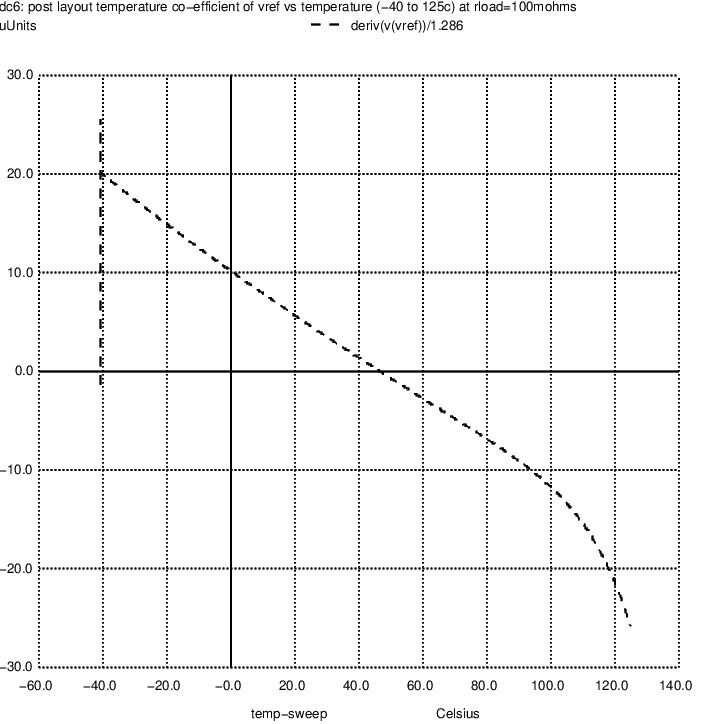 dc6: post layout temperature co−efficient of vref vs temperature (−40 to 125c) at rload=100mohms
uUnits
deriv(v(vref))/1.286
30.0
20.0
10.0
0.0
−10.0
−20.0
−30.0
−60.0 −40.0 −20.0 −0.0 20.0 40.0 60.0 80.0 100.0 120.0 140.0
temp−sweep Celsius